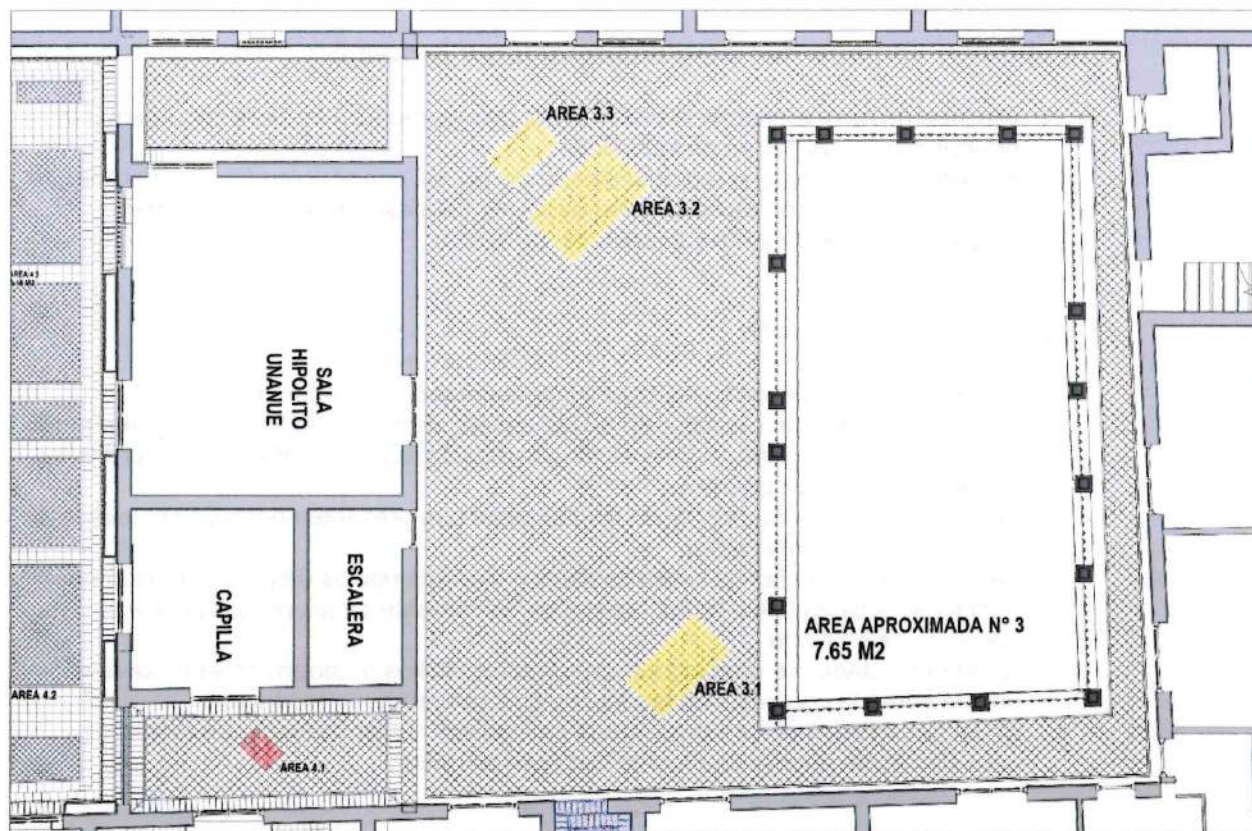 AREA 3.3
AREA 3.2
SALA
HIPOLITO
UNANUE
ESCALERA
CAPILLA
AREA APROXIMADA N° 3
7.65 M2
AREA 3.1
AREA 4.2
AREA 4.1